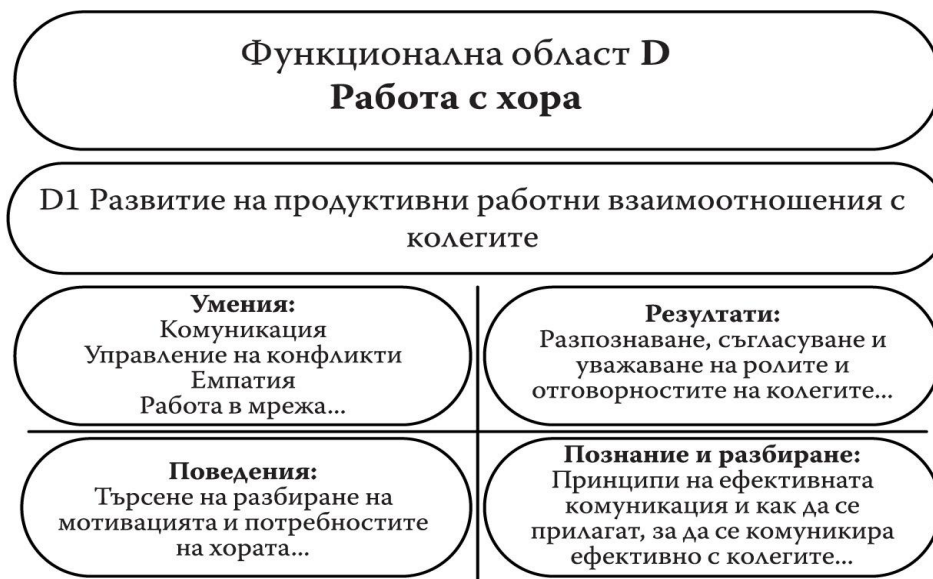 Функционална област D
Работа с хора
D1 Развитие на продуктивни работни взаимоотношения с
колегите
Умения:
Комуникация
Управление на конфликти
Емпатия
Работа в мрежа...
Резултати:
Разпознаване, съгласуване и
уважаване на ролите и
отговорностите на колегите...
Поведения:
Търсене на разбиране на
мотивацията и потребностите
на хората...
Познание и разбиране:
Принципи на ефективната
комуникация и как да се
прилагат, за да се комуникира
ефективно с колегите...